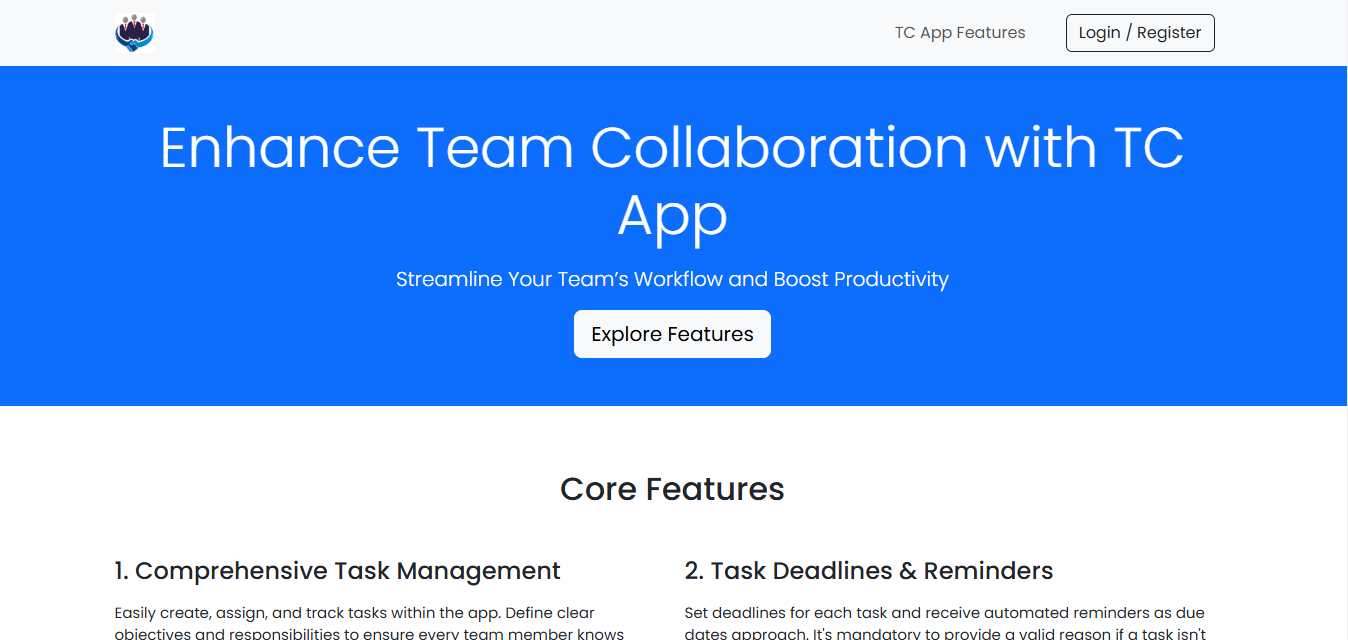 TC App Features
Login / Register
Enhance Team Collaboration with TC
App
Streamline Your Team’s Workflow and Boost Productivity
Explore Features
Core Features
1. Comprehensive Task Management
Easily create, assign, and track tasks within the app. Define clear
objectives and responsibilities to ensure every team member knows
2. Task Deadlines & Reminders
Set deadlines for each task and receive automated reminders as due
dates approach. It's mandatory to provide a valid reason if a task isn't